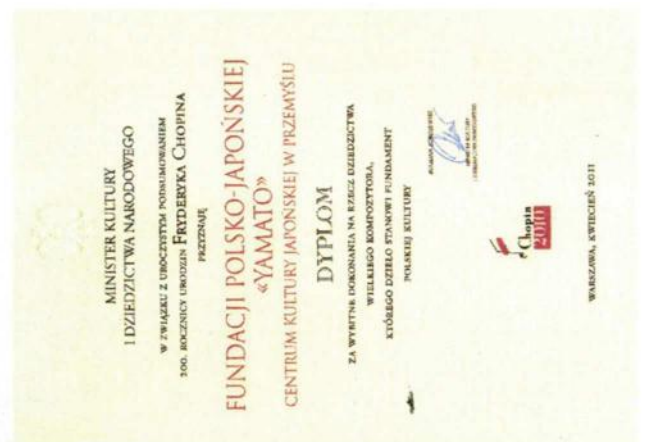 MINISTER KULTURY
I DZIEDZICTWA NARODOWEGO
W ZWIĄZKU Z UROCZYSTYM PODSUMOWANIEM
200. ROCZNICY URODZIN FRYDERYKA CHOPINA
PRZYZNAJĘ
FUNDACJI POLSKO-JAPOŃSKIEJ
«YAMATO»
CENTRUM KULTURY JAPOŃSKIEJ W PRZEMYŚLU
DYPLOM
ZA WYBITNE DOKONANIA NA RZECZ DZIEDZICTWA
WIELKIEGO KOMPOZYTORA,
KTÓREGO DZIEŁO STANOWI FUNDAMENT
POLSKIEJ KULTURY
Chopin
2010
WARSZAWA, KWIECIEŃ 2011